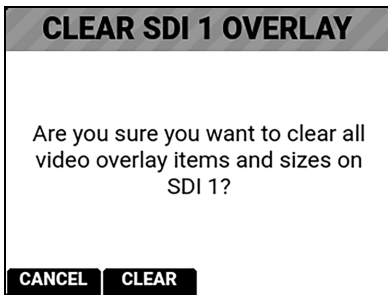 CLEAR SDI 1 OVERLAY
Are you sure you want to clear all
video overlay items and sizes on
SDI 1?
CANCEL CLEAR